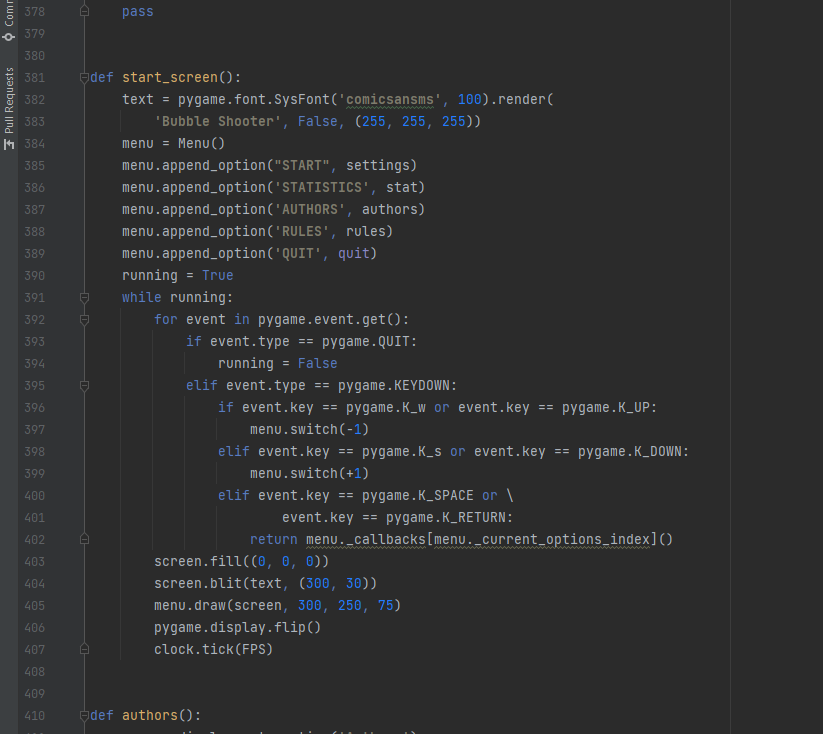 Comm
Pull Requests
378 pass
379
380
381 def start_screen():
382 text = pygame.font.SysFont('comicsansms', 100).render(
383 'Bubble Shooter', False, (255, 255, 255))
384 menu = Menu()
385 menu.append_option("START", settings)
386 menu.append_option('STATISTICS', stat)
387 menu.append_option('AUTHORS', authors)
388 menu.append_option('RULES', rules)
389 menu.append_option('QUIT', quit)
390 running = True
391 while running:
392 for event in pygame.event.get():
393 if event.type == pygame.QUIT:
394 running = False
395 elif event.type == pygame.KEYDOWN:
396 if event.key == pygame.K_w or event.key == pygame.K_UP:
397 menu.switch(-1)
398 elif event.key == pygame.K_s or event.key == pygame.K_DOWN:
399 menu.switch(+1)
400 elif event.key == pygame.K_SPACE or \
401 event.key == pygame.K_RETURN:
402 return menu._callbacks[menu._current_options_index]()
403 screen.fill((0, 0, 0))
404 screen.blit(text, (300, 30))
405 menu.draw(screen, 300, 250, 75)
406 pygame.display.flip()
407 clock.tick(FPS)
408
409
410 def authors():